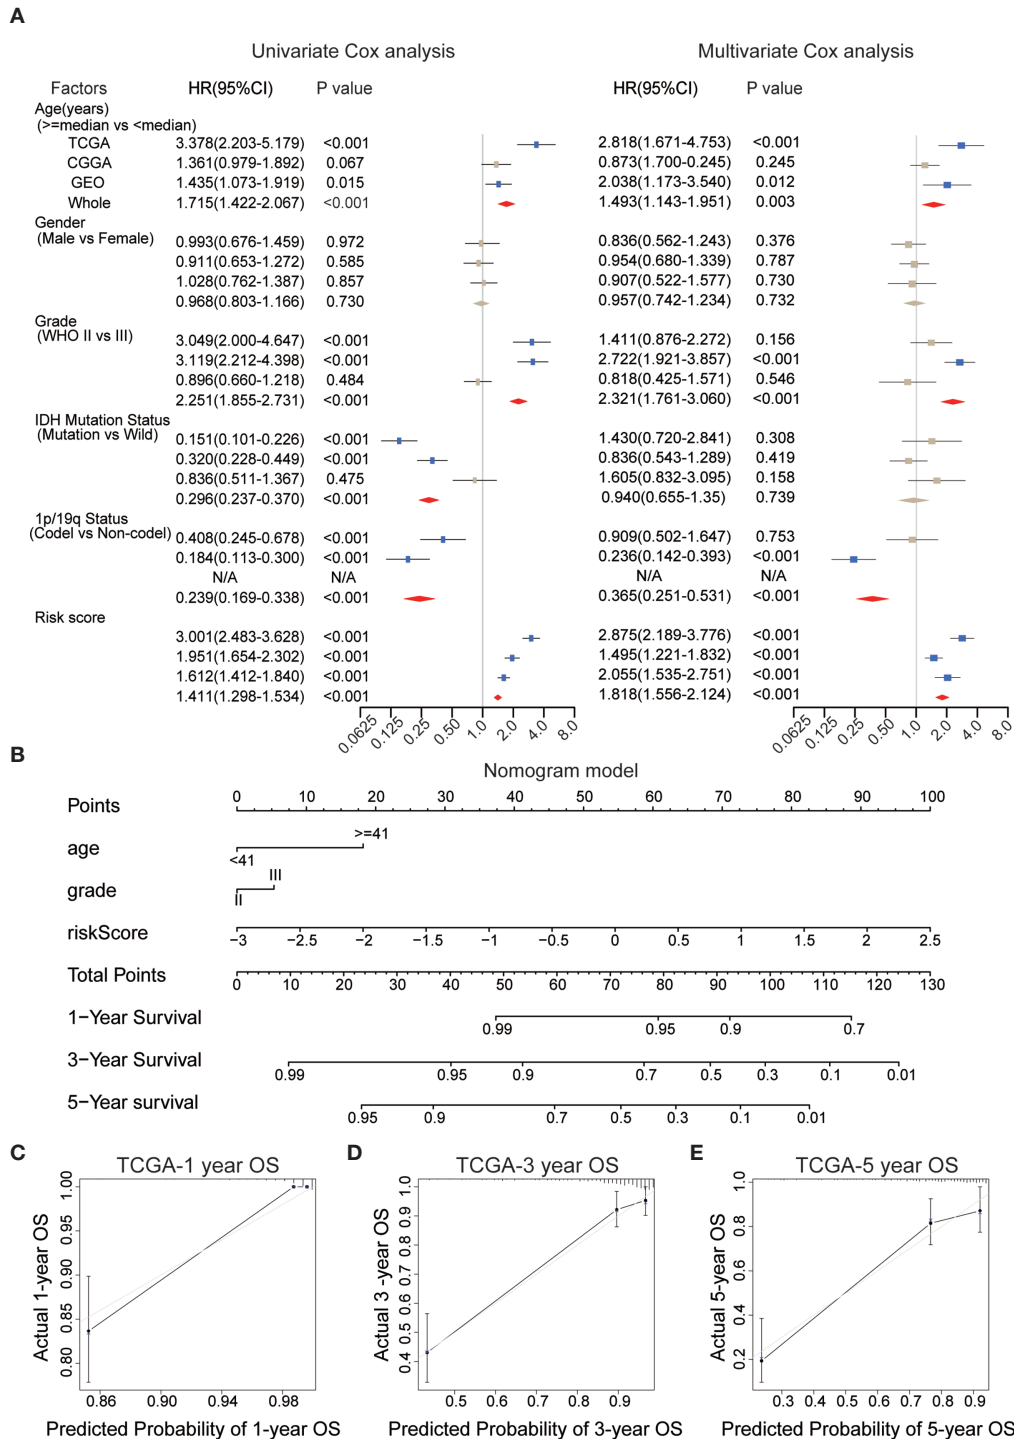 A
Univariate Cox analysis Multivariate Cox analysis
Factors HR(95%CI) P value HR(95%CI) P value
Age(years)
(>=median vs <median)
TCGA 3.378(2.203-5.179) <0.001 2.818(1.671-4.753) <0.001
CGGA 1.361(0.979-1.892) 0.067 0.873(1.700-0.245) 0.245
GEO 1.435(1.073-1.919) 0.015 2.038(1.173-3.540) 0.012
Whole 1.715(1.422-2.067) <0.001 1.493(1.143-1.951) 0.003
Gender
(Male vs Female)
0.993(0.676-1.459) 0.972 0.836(0.562-1.243) 0.376
0.911(0.653-1.272) 0.585 0.954(0.680-1.339) 0.787
1.028(0.762-1.387) 0.857 0.907(0.522-1.577) 0.730
0.968(0.803-1.166) 0.730 0.957(0.742-1.234) 0.732
Grade
(WHO II vs III)
3.049(2.000-4.647) <0.001 1.411(0.876-2.272) 0.156
3.119(2.212-4.398) <0.001 2.722(1.921-3.857) <0.001
0.896(0.660-1.218) 0.484 0.818(0.425-1.571) 0.546
2.251(1.855-2.731) <0.001 2.321(1.761-3.060) <0.001
IDH Mutation Status
(Mutation vs Wild)
0.151(0.101-0.226) <0.001 1.430(0.720-2.841) 0.308
0.320(0.228-0.449) <0.001 0.836(0.543-1.289) 0.419
0.836(0.511-1.367) 0.475 1.605(0.832-3.095) 0.158
0.296(0.237-0.370) <0.001 0.940(0.655-1.35) 0.739
1p/19q Status
(Codel vs Non-codel)
0.408(0.245-0.678) <0.001 0.909(0.502-1.647) 0.753
0.184(0.113-0.300) <0.001 0.236(0.142-0.393) <0.001
N/A N/A N/A N/A
0.239(0.169-0.338) <0.001 0.365(0.251-0.531) <0.001
Risk score
3.001(2.483-3.628) <0.001 2.875(2.189-3.776) <0.001
1.951(1.654-2.302) <0.001 1.495(1.221-1.832) <0.001
1.612(1.412-1.840) <0.001 2.055(1.535-2.751) <0.001
1.411(1.298-1.534) <0.001 1.818(1.556-2.124) <0.001
0.0625 0.125 0.25 0.50 1.0 2.0 4.0 8.0 0.0625 0.125 0.25 0.50 1.0 2.0 4.0 8.0
B
Nomogram model
Points 0 10 20 30 40 50 60 70 80 90 100
age <41 >=41
grade II III
riskScore −3 −2.5 −2 −1.5 −1 −0.5 0 0.5 1 1.5 2 2.5
Total Points 0 10 20 30 40 50 60 70 80 90 100 110 120 130
1−Year Survival 0.99 0.95 0.9 0.7
3−Year Survival 0.99 0.95 0.9 0.7 0.5 0.3 0.1 0.01
5−Year survival 0.95 0.9 0.7 0.5 0.3 0.1 0.01
C
TCGA-1 year OS
Actual 1-year OS
0.80 0.85 0.90 0.95 1.00
0.86 0.90 0.94 0.98
Predicted Probability of 1-year OS
D
TCGA-3 year OS
Actual 3 -year OS
0.4 0.5 0.6 0.7 0.8 0.9 1.0
0.5 0.6 0.7 0.8 0.9
Predicted Probability of 3-year OS
E
TCGA-5 year OS
Actual 5-year OS
0.2 0.4 0.6 0.8 1.0
0.3 0.4 0.5 0.6 0.7 0.8 0.9
Predicted Probability of 5-year OS